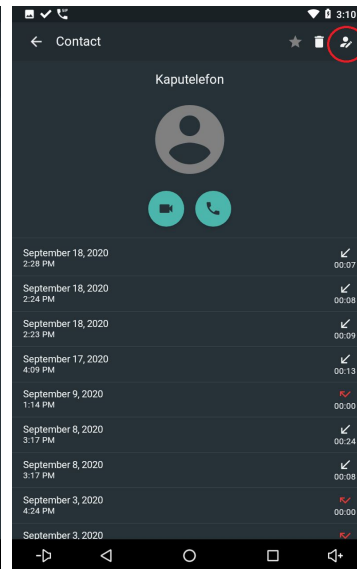 3:10
Contact
Kaputelefon
September 18, 2020
2:28 PM
00:07
September 18, 2020
2:24 PM
00:08
September 18, 2020
2:23 PM
00:09
September 17, 2020
4:09 PM
00:13
September 9, 2020
1:14 PM
00:00
September 8, 2020
3:17 PM
00:24
September 8, 2020
3:17 PM
00:08
September 3, 2020
4:24 PM
00:00
September 3, 2020